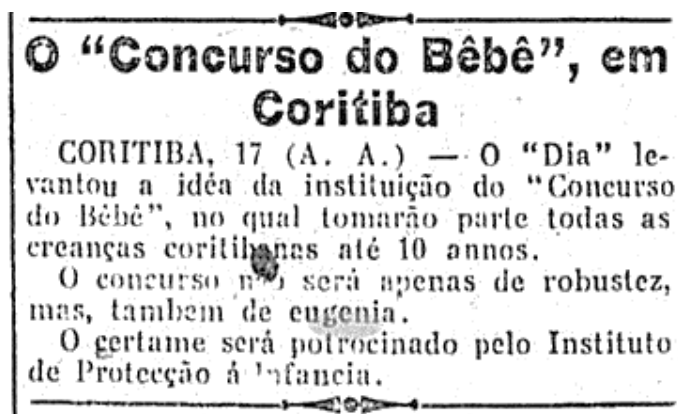 O "Concurso do Bêbê", em
Coritiba
CORITIBA, 17 (A. A.) — O "Dia" le-
vantou a idéa da instituição do "Concurso
do Bêbê", no qual tomarão parte todas as
creanças coritibanas até 10 annos.
O concurso não será apenas de robustez,
mas, tambem de eugenia.
O certame será potrocinado pelo Instituto
de Protecção á Infancia.